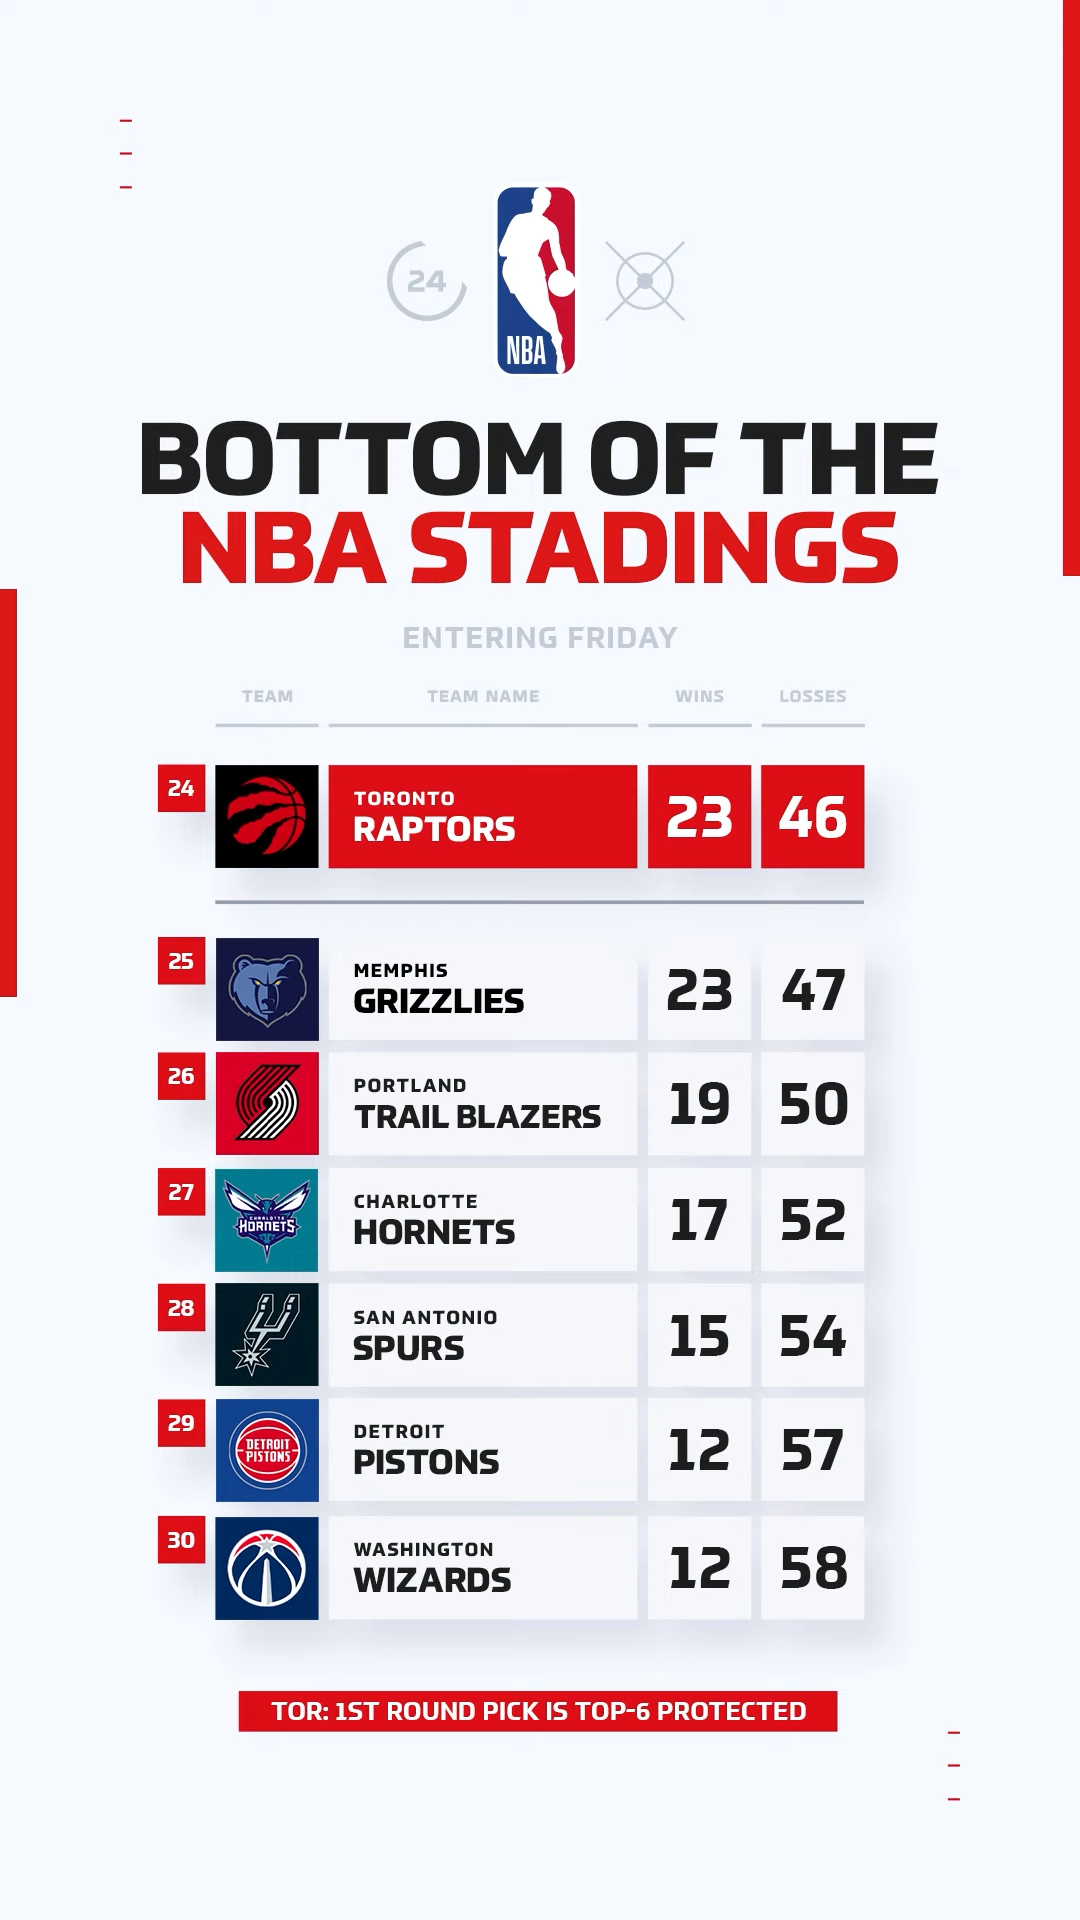 24
NBA
BOTTOM OF THE
NBA STADINGS
ENTERING FRIDAY
TEAM TEAM NAME WINS LOSSES
24 TORONTO RAPTORS 23 46
25 MEMPHIS GRIZZLIES 23 47
26 PORTLAND TRAIL BLAZERS 19 50
27 CHARLOTTE HORNETS CHARLOTTE HORNETS 17 52
28 SAN ANTONIO SPURS 15 54
29 DETROIT PISTONS DETROIT PISTONS 12 57
30 WASHINGTON WIZARDS 12 58
TOR: 1ST ROUND PICK IS TOP-6 PROTECTED